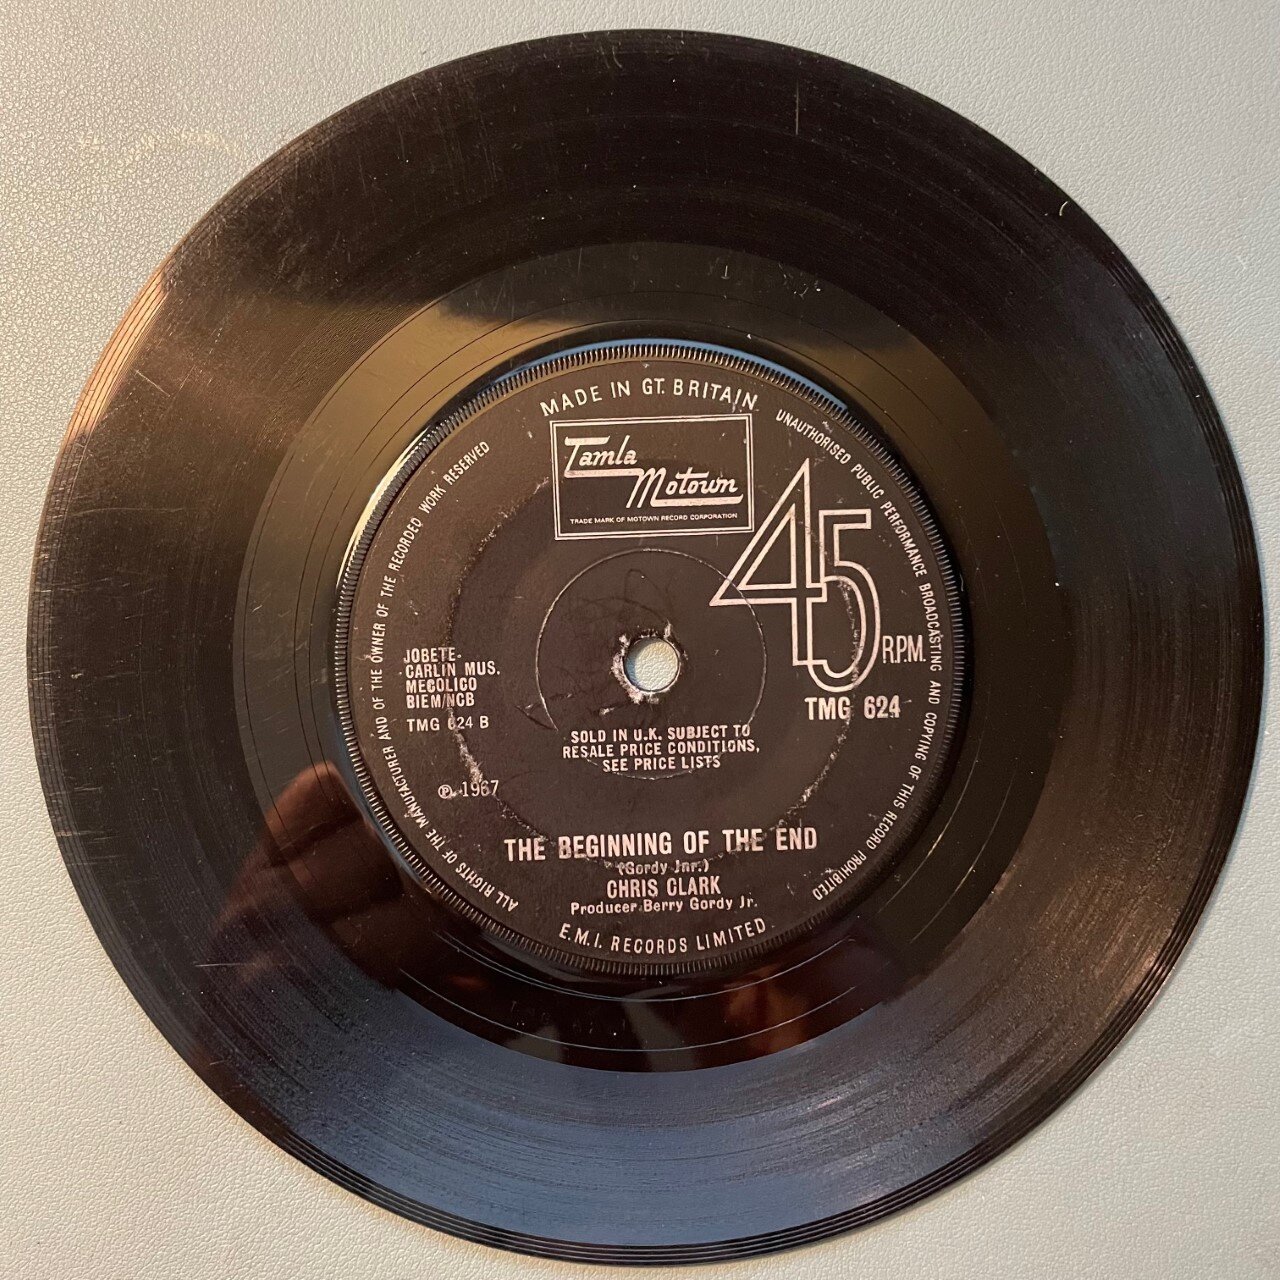 MADE IN GT. BRITAIN
UNAUTHORISED PUBLIC PERFORMANCE BROADCASTING AND COPYING OF THIS RECORD PROHIBITED
ALL RIGHTS OF THE MANUFACTURER AND OF THE OWNER OF THE RECORDED WORK RESERVED
Tamla
Motown
TRADE MARK OF MOTOWN RECORD CORPORATION
45
R.P.M.
TMG 624
JOBETE-
CARLIN MUS.
MECOLICO
BIEM/NCB
TMG 624 B
SOLD IN U.K. SUBJECT TO
RESALE PRICE CONDITIONS,
SEE PRICE LISTS
℗ 1967
THE BEGINNING OF THE END
(Gordy Jnr.)
CHRIS CLARK
Producer Berry Gordy Jr.
E.M.I. RECORDS LIMITED